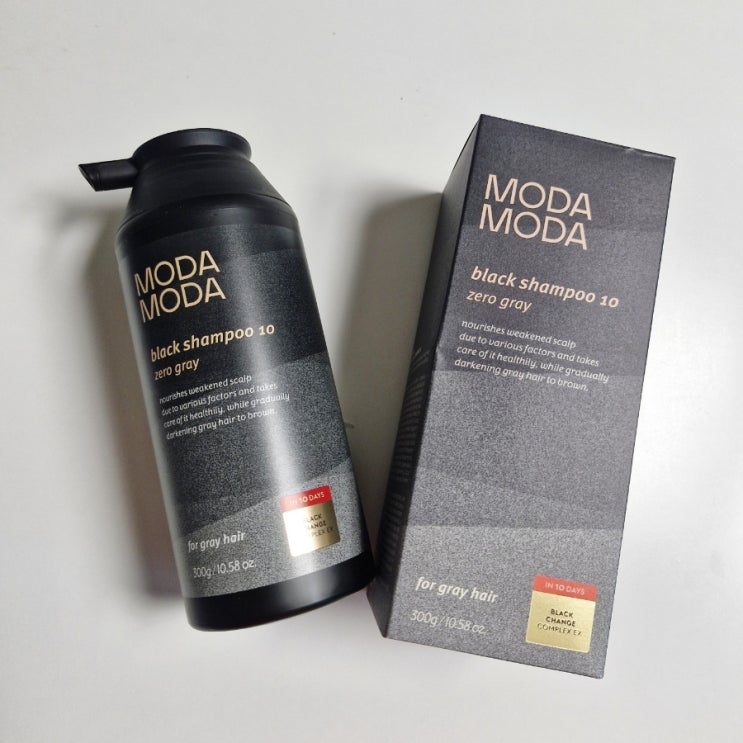 MODA
MODA
black shampoo 10
zero gray
nourishes weakened scalp
due to various factors and takes
care of it healthily, while gradually
darkening gray hair to brown.
IN 10 DAYS
BLACK
CHANGE
COMPLEX EX
for gray hair
300g/10.58 oz.
MODA
MODA
black shampoo 10
zero gray
nourishes weakened scalp
due to various factors and takes
care of it healthily, while gradually
darkening gray hair to brown.
IN 10 DAYS
BLACK
CHANGE
COMPLEX EX
for gray hair
300g/10.58 oz.